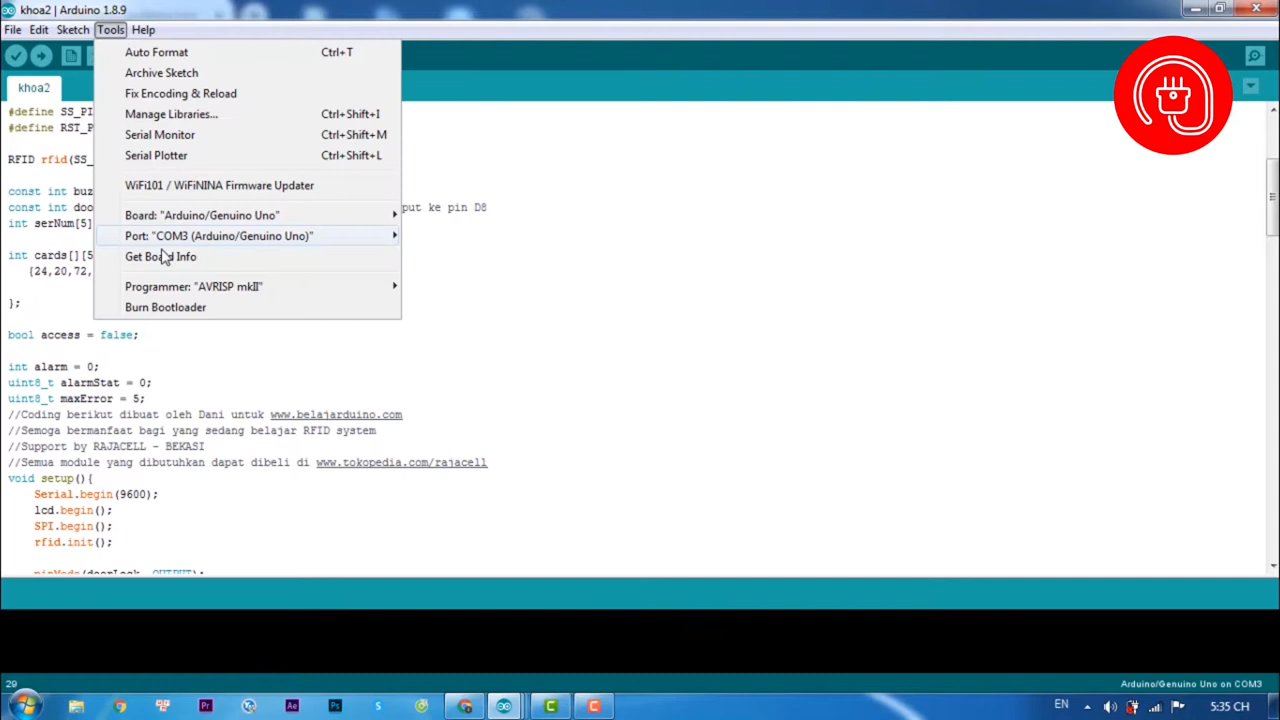 khoa2 | Arduino 1.8.9
File Edit Sketch Tools Help
Auto Format Ctrl+T
Archive Sketch
Fix Encoding & Reload
Manage Libraries... Ctrl+Shift+I
Serial Monitor Ctrl+Shift+M
Serial Plotter Ctrl+Shift+L
WiFi101 / WiFiNINA Firmware Updater
Board: "Arduino/Genuino Uno"
Port: "COM3 (Arduino/Genuino Uno)"
Get Board Info
Programmer: "AVRISP mkII"
Burn Bootloader
khoa2
#define SS_PI
#define RST_P
RFID rfid(SS_
const int buz
const int doo put ke pin D8
int serNum[5]
int cards[][5
{24,20,72,
};
bool access = false;
int alarm = 0;
uint8_t alarmStat = 0;
uint8_t maxError = 5;
//Coding berikut dibuat oleh Dani untuk www.belajarduino.com
//Semoga bermanfaat bagi yang sedang belajar RFID system
//Support by RAJACELL - BEKASI
//Semua module yang dibutuhkan dapat dibeli di www.tokopedia.com/rajacell
void setup(){
Serial.begin(9600);
lcd.begin();
SPI.begin();
rfid.init();
pinMode(doorLock, OUTPUT);
29 Arduino/Genuino Uno on COM3
Pr Ae Ps S C C EN 5:35 CH